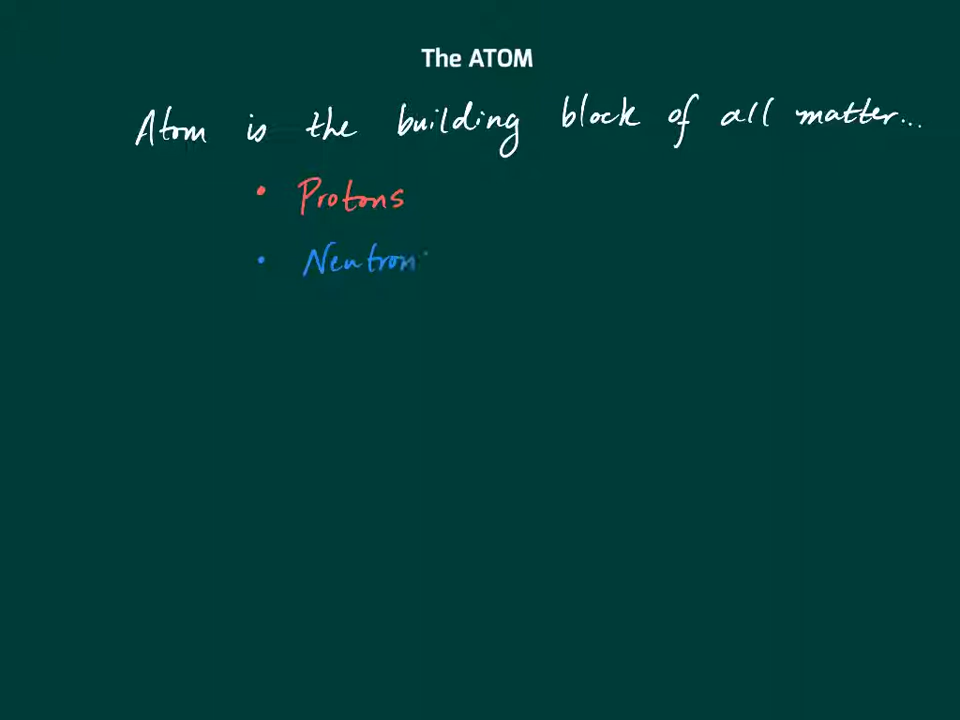 The ATOM
Atom is the building block of all matter...
• Protons
• Neutron